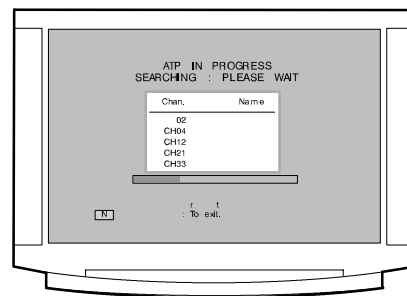 ATP IN PROGRESS
SEARCHING : PLEASE WAIT
Chan. Name
02
CH04
CH12
CH21
CH33
r t
N : To exit.